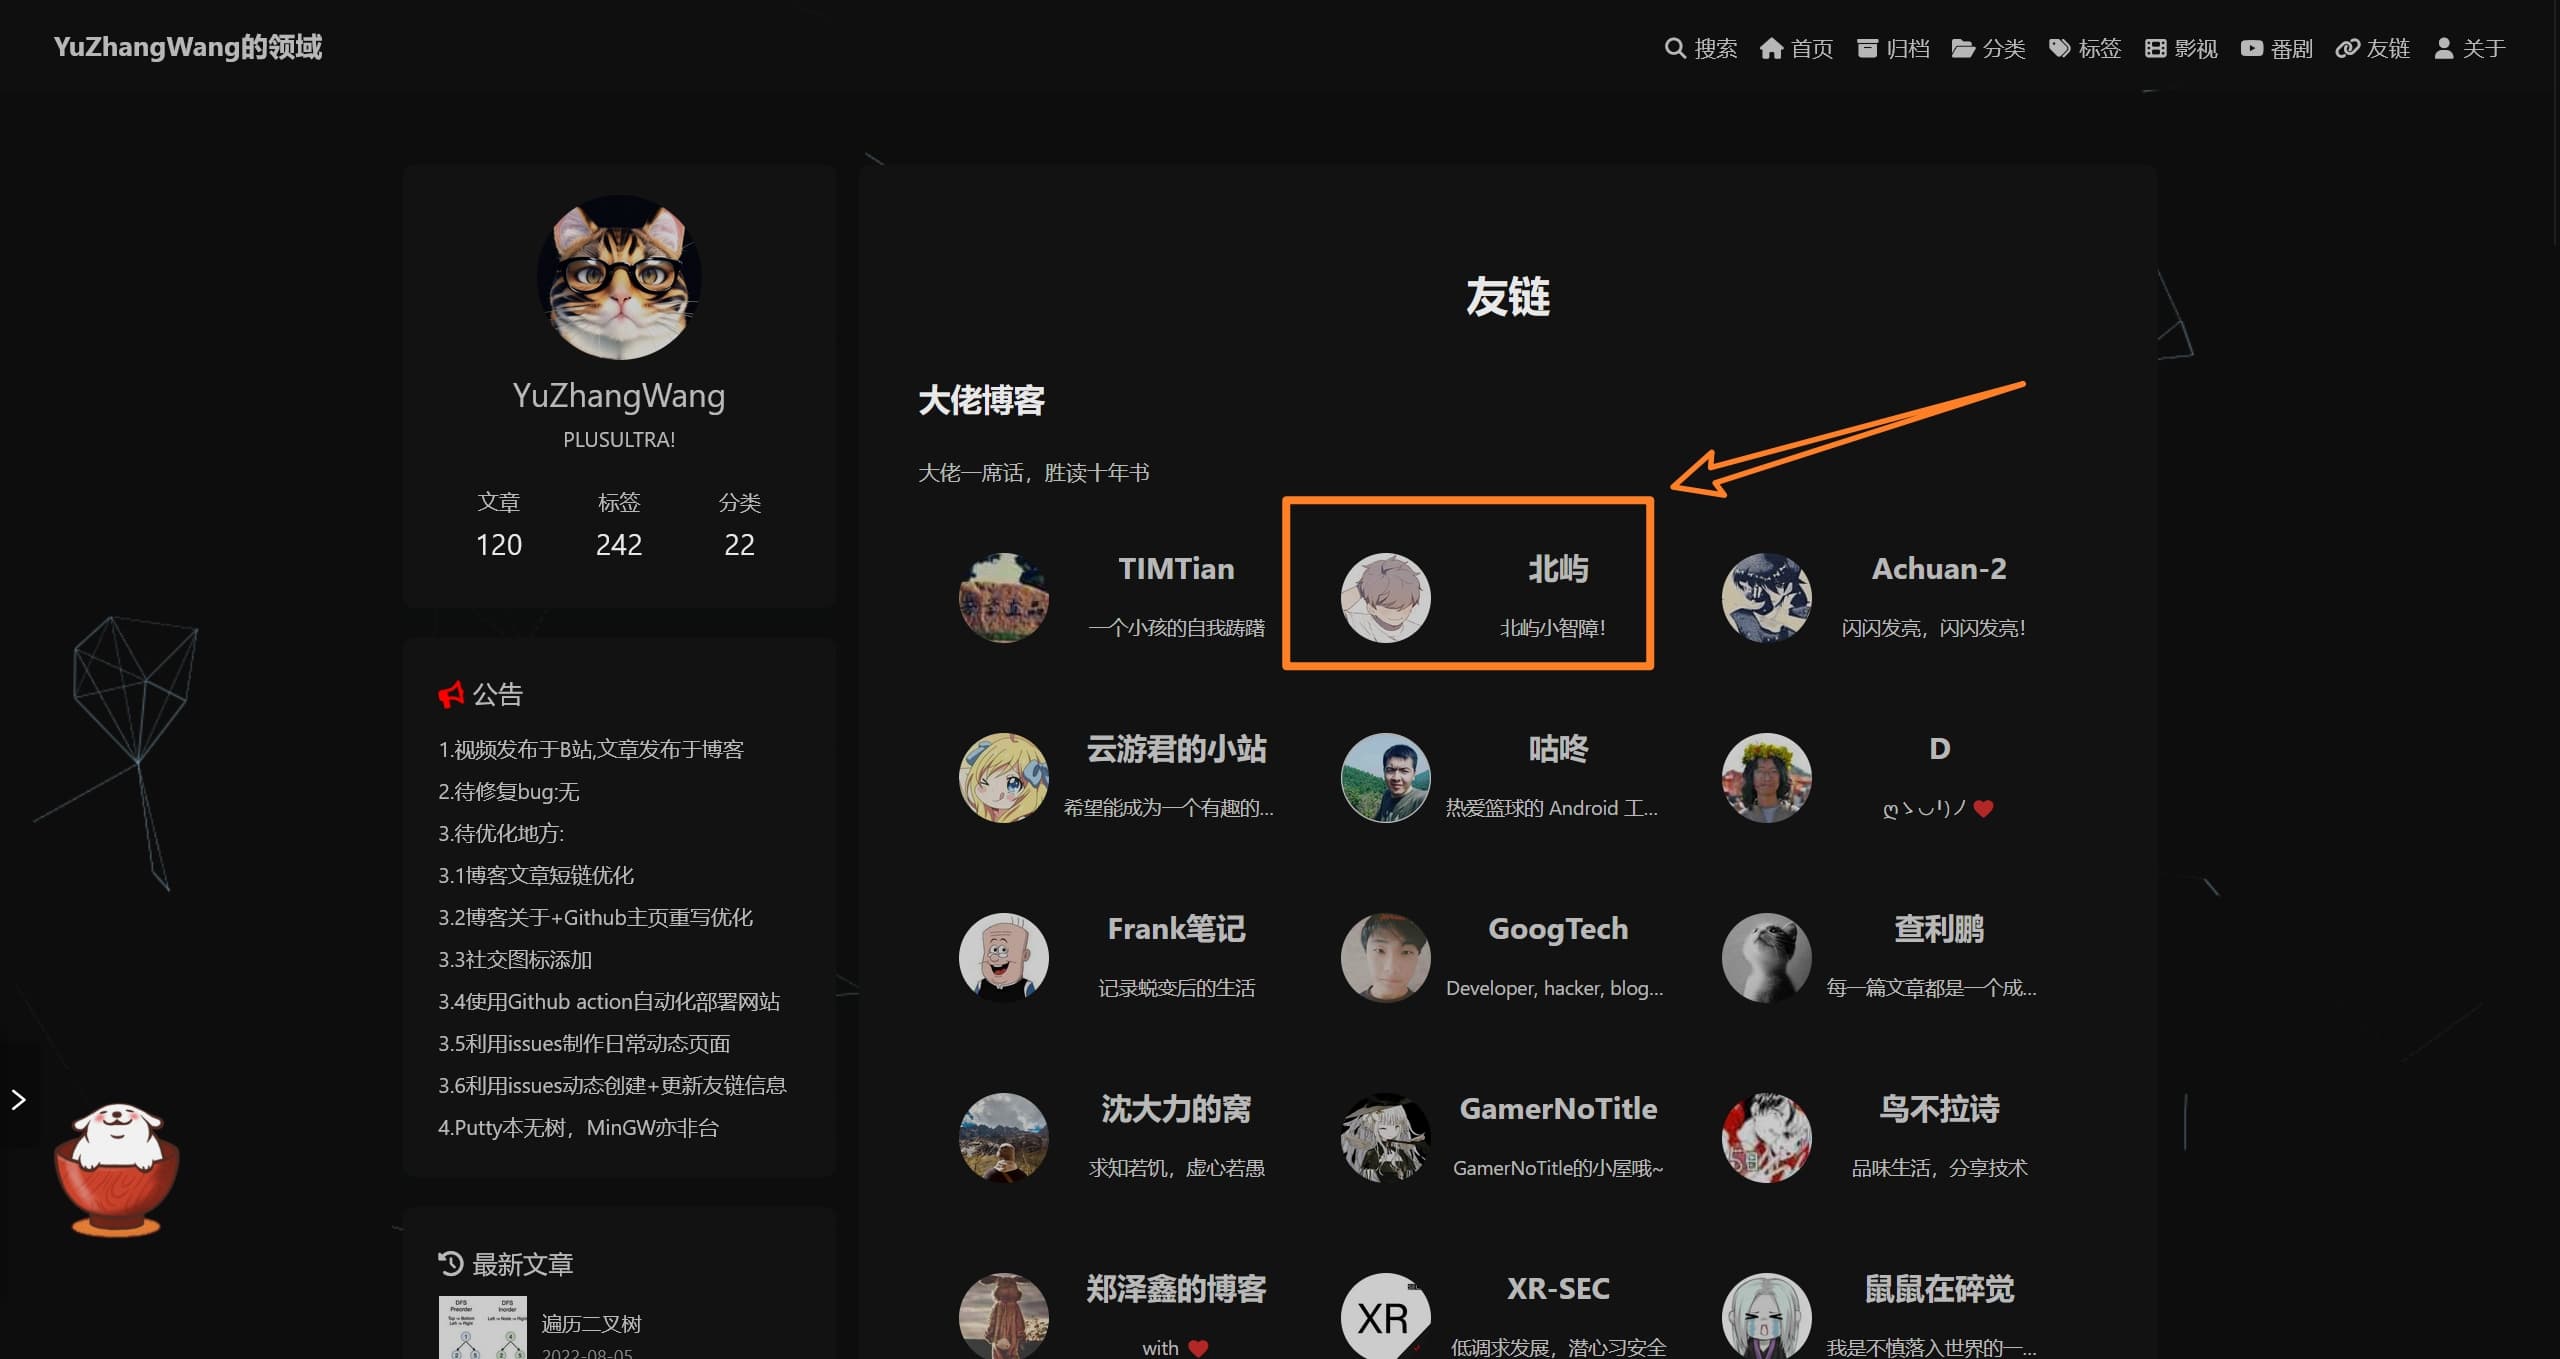 YuZhangWang的领域
搜索 首页 归档 分类 标签 影视 番剧 友链 关于
YuZhangWang
PLUSULTRA!
文章 标签 分类
120 242 22
公告
1.视频发布于B站,文章发布于博客
2.待修复bug:无
3.待优化地方:
3.1博客文章短链优化
3.2博客关于+Github主页重写优化
3.3社交图标添加
3.4使用Github action自动化部署网站
3.5利用issues制作日常动态页面
3.6利用issues动态创建+更新友链信息
4.Putty本无树，MinGW亦非台
最新文章
DFS Preorder
DFS Inorder
遍历二叉树
2022-08-05
友链
大佬博客
大佬一席话，胜读十年书
TIMTian
一个小孩的自我踌躇
北屿
北屿小智障！
Achuan-2
闪闪发亮，闪闪发亮！
云游君的小站
希望能成为一个有趣的...
咕咚
热爱篮球的 Android 工...
D
Frank笔记
记录蜕变后的生活
GoogTech
Developer, hacker, blog...
查利鹏
每一篇文章都是一个成...
沈大力的窝
求知若饥，虚心若愚
GamerNoTitle
GamerNoTitle的小屋哦~
鸟不拉诗
品味生活，分享技术
郑泽鑫的博客
with ❤
XR
XR-SEC
低调求发展，潜心习安全
鼠鼠在碎觉
我是不慎落入世界的一...